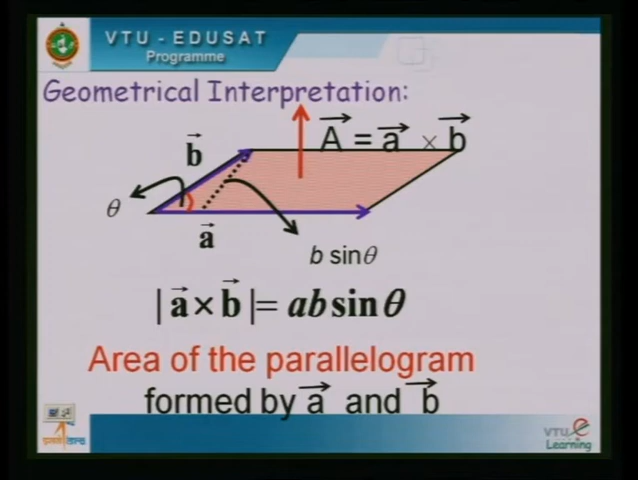 VTU - EDUSAT
Programme
Geometrical Interpretation:
A = a × b
b
θ
a
b sinθ
|a×b|= ab sinθ
Area of the parallelogram
formed by a and b
VTU e
Learning